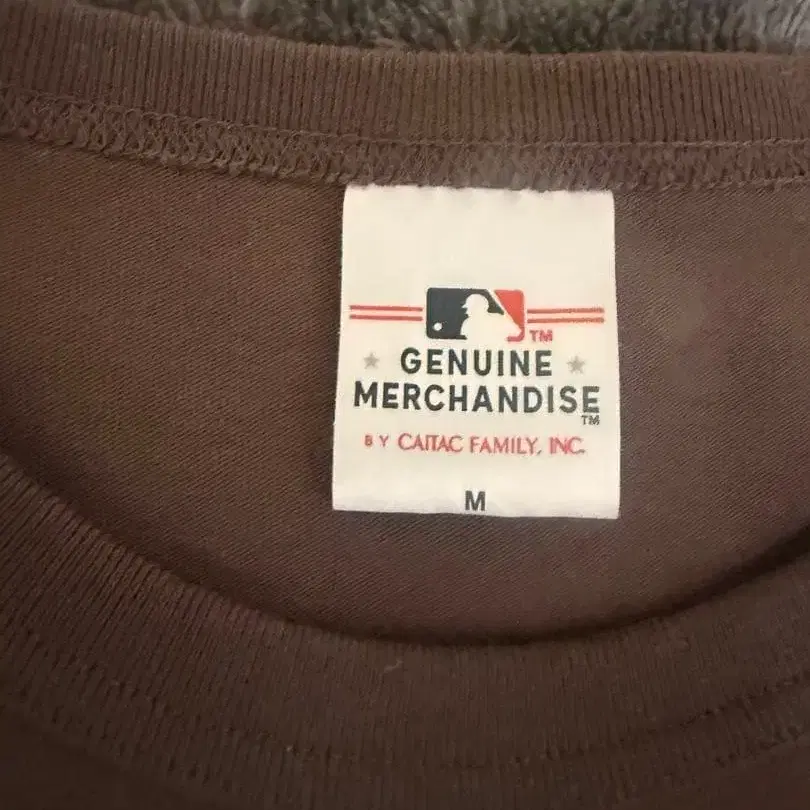 TM
GENUINE
MERCHANDISE
TM
BY CAITAC FAMILY, INC.
M